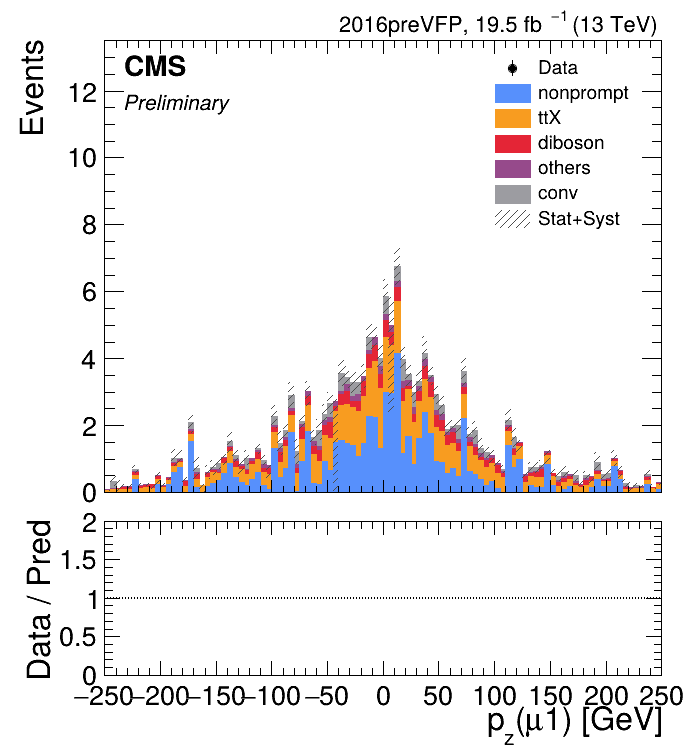 2016preVFP, 19.5 fb⁻¹ (13 TeV)
CMS
Preliminary
Events
12
10
8
6
4
2
0
Data
nonprompt
ttX
diboson
others
conv
Stat+Syst
Data / Pred
2
1.5
1
0.5
0
−250 −200 −150 −100 −50 0 50 100 150 200 250
p_z(μ1) [GeV]